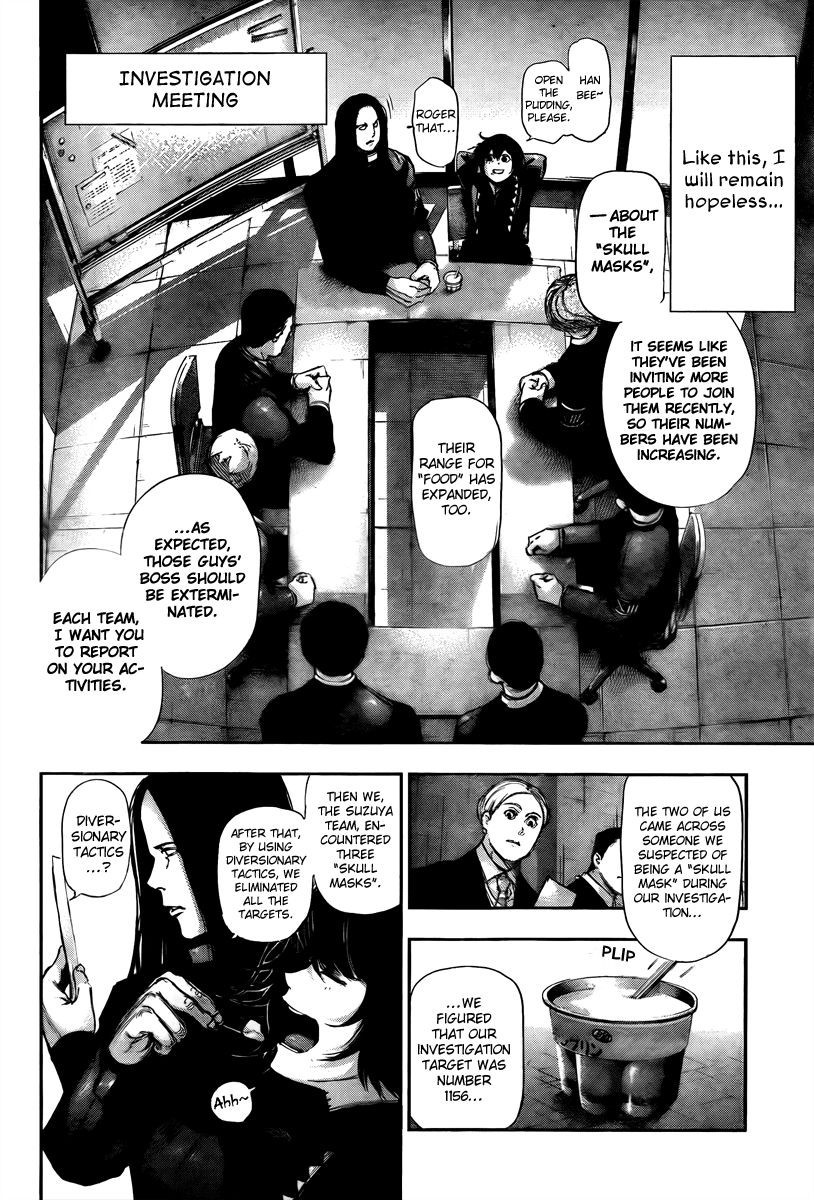 Like this, I
will remain
hopeless...
INVESTIGATION
MEETING
HAN
BEE~
OPEN
THE
PUDDING,
PLEASE.
ROGER
THAT...
— ABOUT
THE
"SKULL
MASKS",
IT SEEMS LIKE
THEY'VE BEEN
INVITING MORE
PEOPLE TO JOIN
THEM RECENTLY,
SO THEIR NUM-
BERS HAVE BEEN
INCREASING.
THEIR
RANGE FOR
"FOOD" HAS
EXPANDED,
TOO.
...AS
EXPECTED,
THOSE GUYS'
BOSS SHOULD
BE EXTERMI-
NATED.
EACH TEAM,
I WANT YOU
TO REPORT
ON YOUR AC-
TIVITIES.
THE TWO OF US
CAME ACROSS
SOMEONE WE
SUSPECTED OF
BEING A "SKULL
MASK" DURING
OUR INVESTIGA-
TION...
PLIP
プリン
...WE
FIGURED
THAT OUR
INVESTIGATION
TARGET WAS
NUMBER
1156...
THEN WE,
THE SUZUYA
TEAM, EN-
COUNTERED
THREE
"SKULL
MASKS".
AFTER THAT,
BY USING
DIVERSIONARY
TACTICS, WE
ELIMINATED
ALL THE
TARGETS.
DIVER-
SIONARY
TACTICS
...?
Ahh~